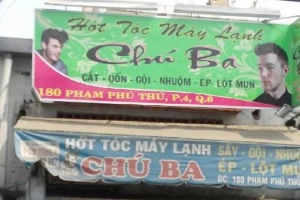 Hớt Tóc Máy Lạnh
Chú Ba
CẮT - UỐN - GỘI - NHUỘM - ÉP - LỘT MỤN
180 PHẠM PHÚ THỨ, P.4, Q.6
HỚT TÓC MÁY LẠNH
CHÚ BA
SẤY - GỘI - NHUỘM
ÉP - LỘT MỤN
ĐC: 180 PHẠM PHÚ THỨ